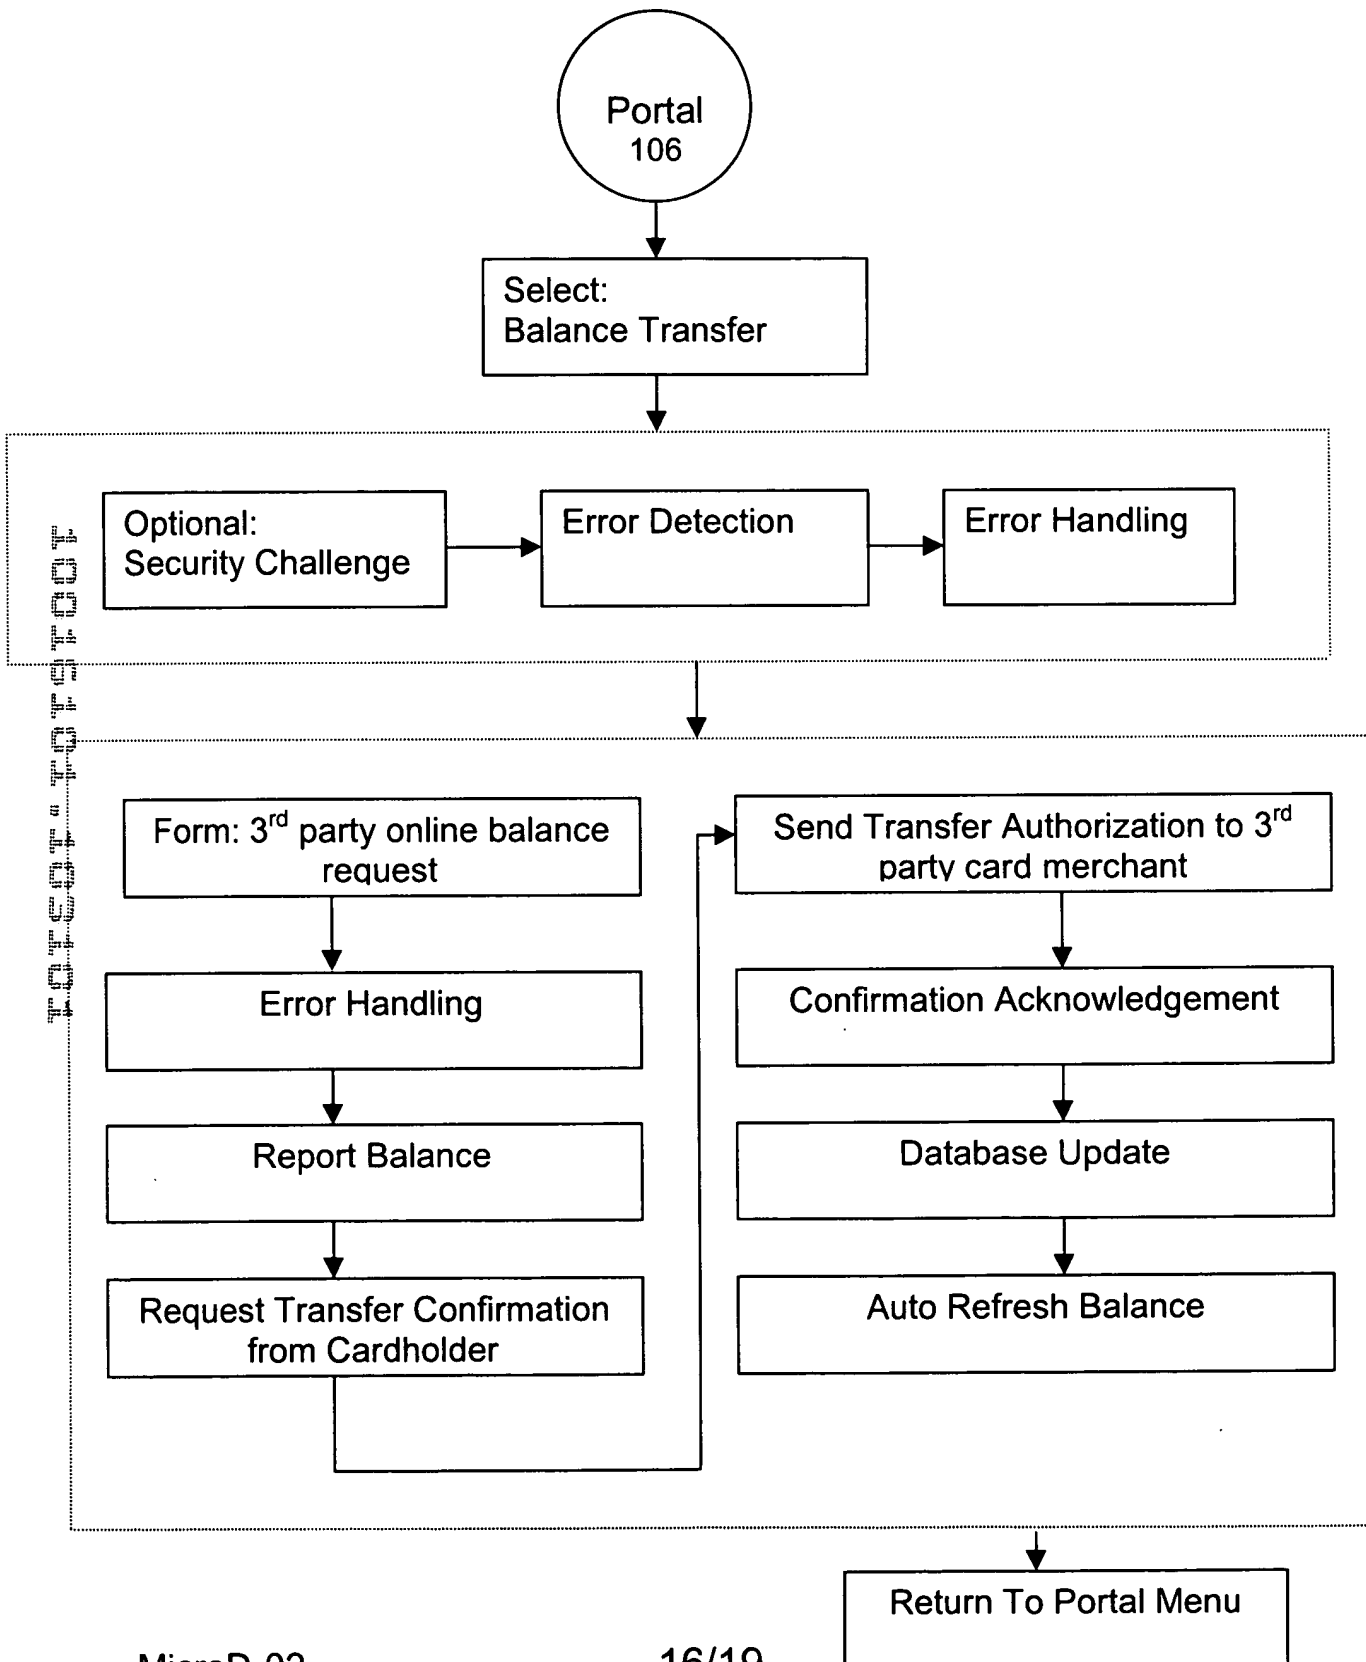 Portal
106
Select:
Balance Transfer
Optional:
Security Challenge
Error Detection
Error Handling
Form: 3rd party online balance
request
Error Handling
Report Balance
Request Transfer Confirmation
from Cardholder
Send Transfer Authorization to 3rd
party card merchant
Confirmation Acknowledgement
Database Update
Auto Refresh Balance
Return To Portal Menu
16/19